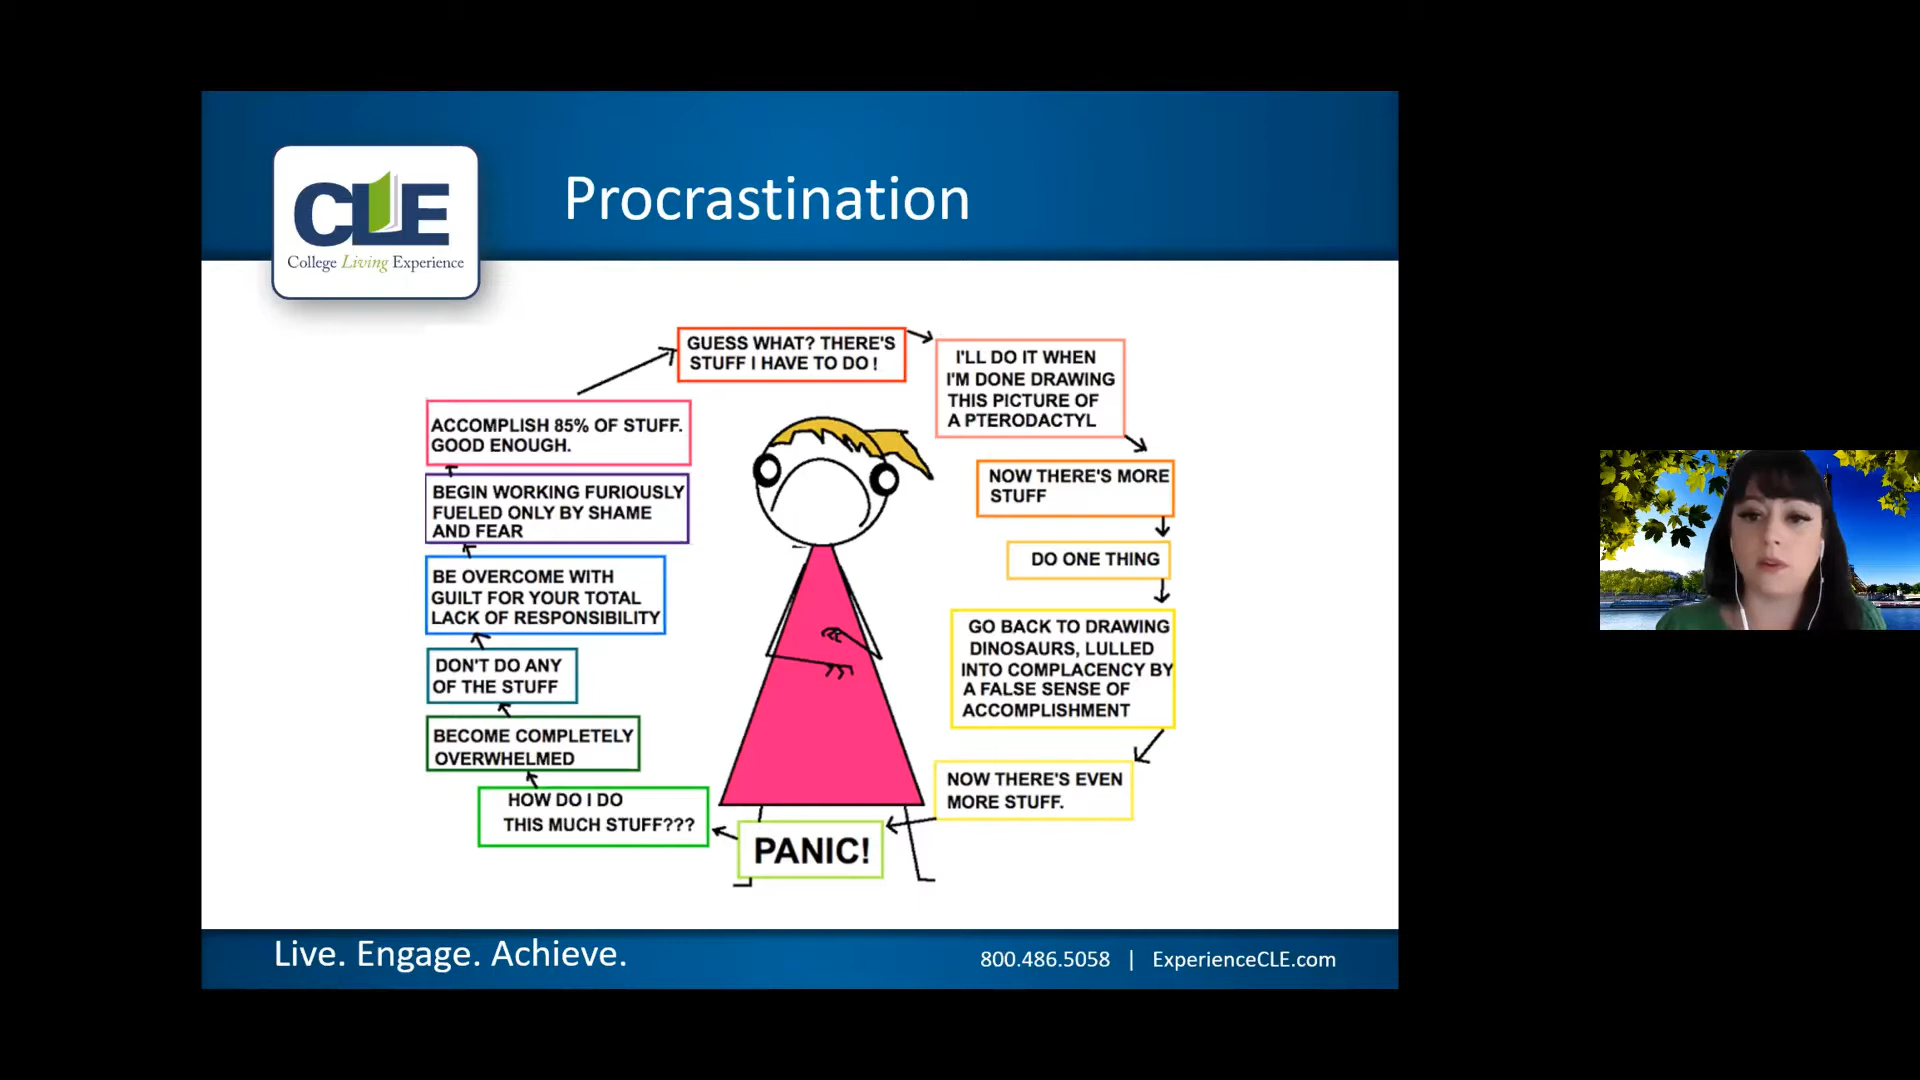 CLE
College Living Experience
Procrastination
GUESS WHAT? THERE'S
STUFF I HAVE TO DO !
I'LL DO IT WHEN
I'M DONE DRAWING
THIS PICTURE OF
A PTERODACTYL
NOW THERE'S MORE
STUFF
DO ONE THING
GO BACK TO DRAWING
DINOSAURS, LULLED
INTO COMPLACENCY BY
A FALSE SENSE OF
ACCOMPLISHMENT
NOW THERE'S EVEN
MORE STUFF.
PANIC!
HOW DO I DO
THIS MUCH STUFF???
BECOME COMPLETELY
OVERWHELMED
DON'T DO ANY
OF THE STUFF
BE OVERCOME WITH
GUILT FOR YOUR TOTAL
LACK OF RESPONSIBILITY
BEGIN WORKING FURIOUSLY
FUELED ONLY BY SHAME
AND FEAR
ACCOMPLISH 85% OF STUFF.
GOOD ENOUGH.
Live. Engage. Achieve.
800.486.5058 | ExperienceCLE.com